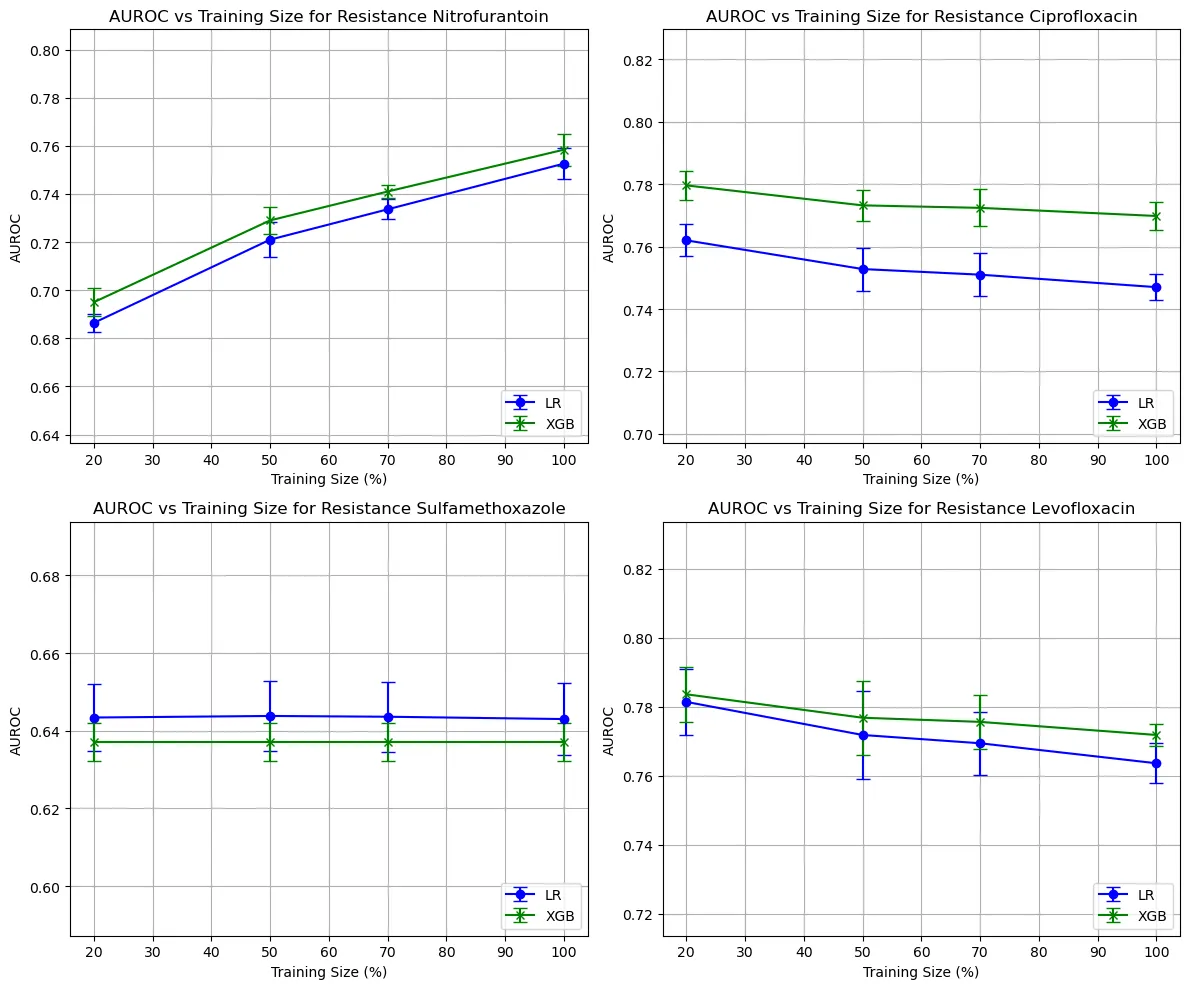 AUROC vs Training Size for Resistance Nitrofurantoin
AUROC
0.80
0.78
0.76
0.74
0.72
0.70
0.68
0.66
0.64
20 30 40 50 60 70 80 90 100
Training Size (%)
LR
XGB
AUROC vs Training Size for Resistance Ciprofloxacin
AUROC
0.82
0.80
0.78
0.76
0.74
0.72
0.70
20 30 40 50 60 70 80 90 100
Training Size (%)
LR
XGB
AUROC vs Training Size for Resistance Sulfamethoxazole
AUROC
0.68
0.66
0.64
0.62
0.60
20 30 40 50 60 70 80 90 100
Training Size (%)
LR
XGB
AUROC vs Training Size for Resistance Levofloxacin
AUROC
0.82
0.80
0.78
0.76
0.74
0.72
20 30 40 50 60 70 80 90 100
Training Size (%)
LR
XGB